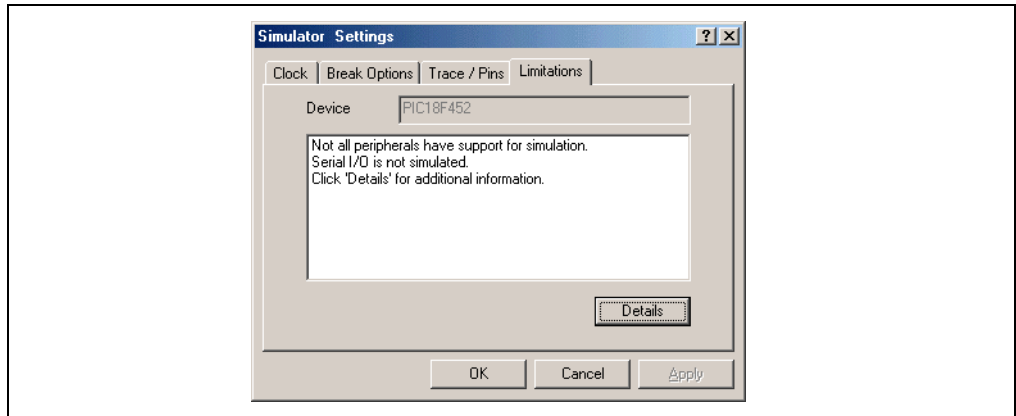 Simulator Settings
Clock Break Options Trace / Pins Limitations
Device PIC18F452
Not all peripherals have support for simulation.
Serial I/O is not simulated.
Click 'Details' for additional information.
Details
OK Cancel Apply